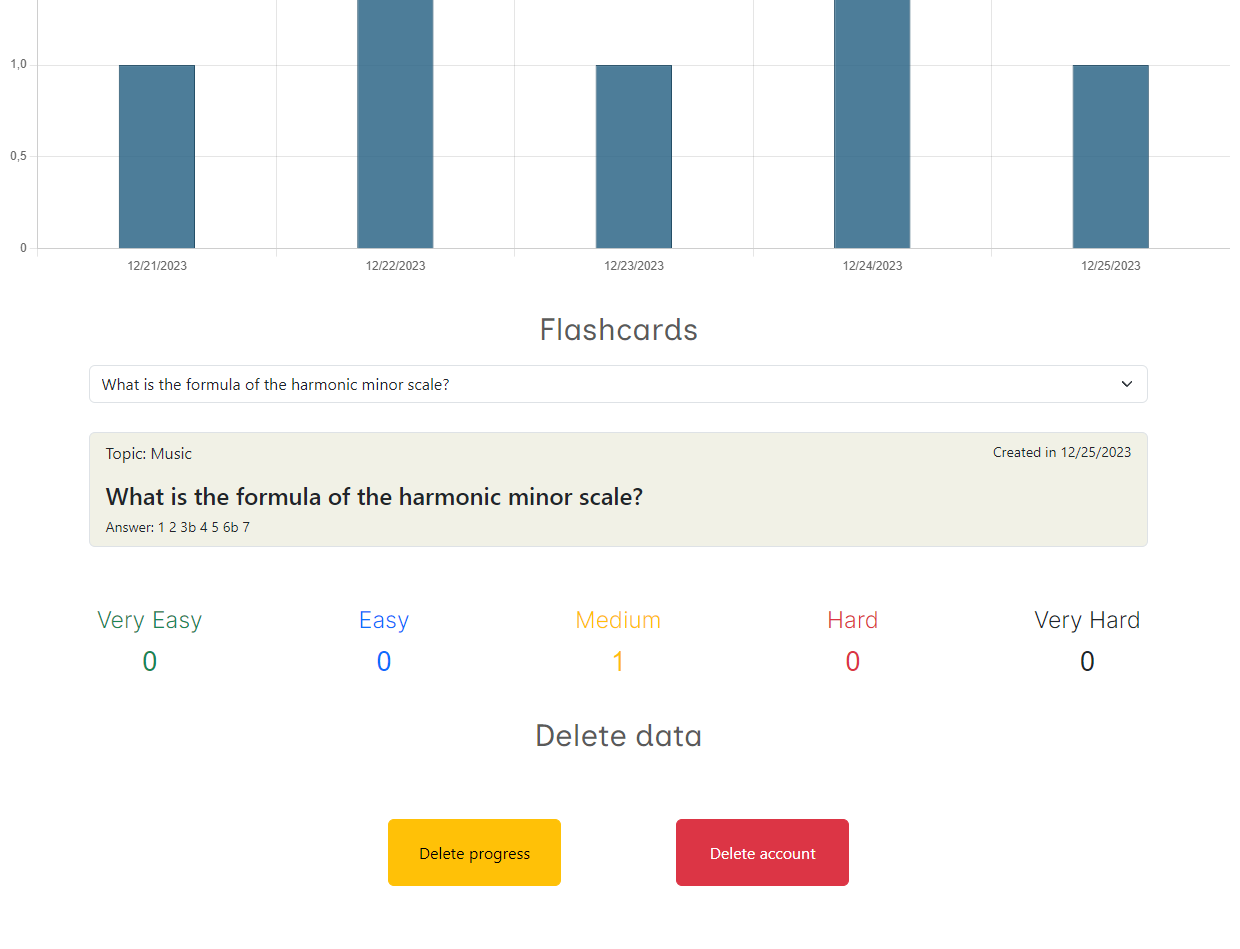 1,0
0,5
0
12/21/2023 12/22/2023 12/23/2023 12/24/2023 12/25/2023
Flashcards
What is the formula of the harmonic minor scale?
Topic: Music Created in 12/25/2023
What is the formula of the harmonic minor scale?
Answer: 1 2 3b 4 5 6b 7
Very Easy Easy Medium Hard Very Hard
0 0 1 0 0
Delete data
Delete progress Delete account